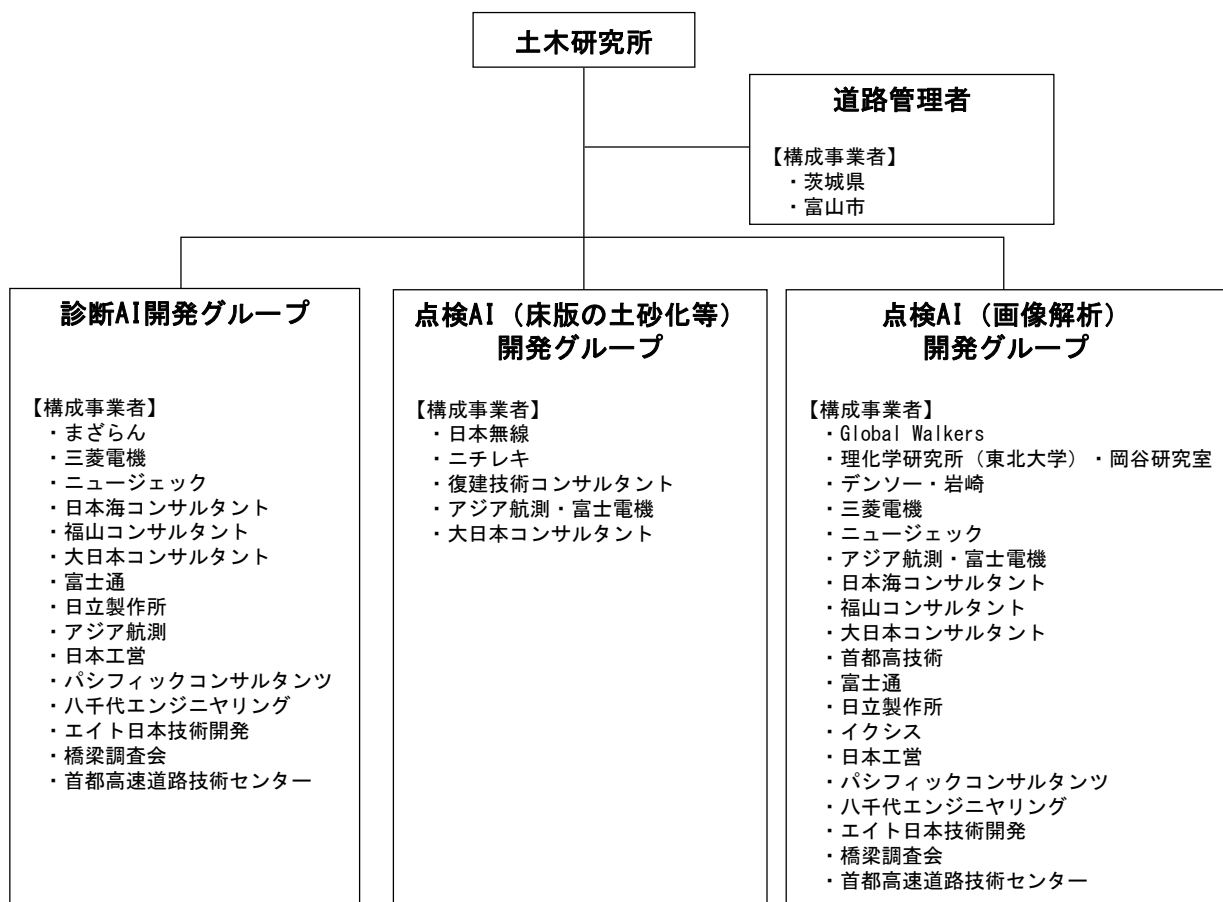 土木研究所
道路管理者
【構成事業者】
・茨城県
・富山市
診断AI開発グループ
【構成事業者】
・まざらん
・三菱電機
・ニュージェック
・日本海コンサルタント
・福山コンサルタント
・大日本コンサルタント
・富士通
・日立製作所
・アジア航測
・日本工営
・パシフィックコンサルタンツ
・八千代エンジニヤリング
・エイト日本技術開発
・橋梁調査会
・首都高速道路技術センター
点検AI（床版の土砂化等）
開発グループ
【構成事業者】
・日本無線
・ニチレキ
・復建技術コンサルタント
・アジア航測・富士電機
・大日本コンサルタント
点検AI（画像解析）
開発グループ
【構成事業者】
・Global Walkers
・理化学研究所（東北大学）・岡谷研究室
・デンソー・岩崎
・三菱電機
・ニュージェック
・アジア航測・富士電機
・日本海コンサルタント
・福山コンサルタント
・大日本コンサルタント
・首都高技術
・富士通
・日立製作所
・イクシス
・日本工営
・パシフィックコンサルタンツ
・八千代エンジニヤリング
・エイト日本技術開発
・橋梁調査会
・首都高速道路技術センター